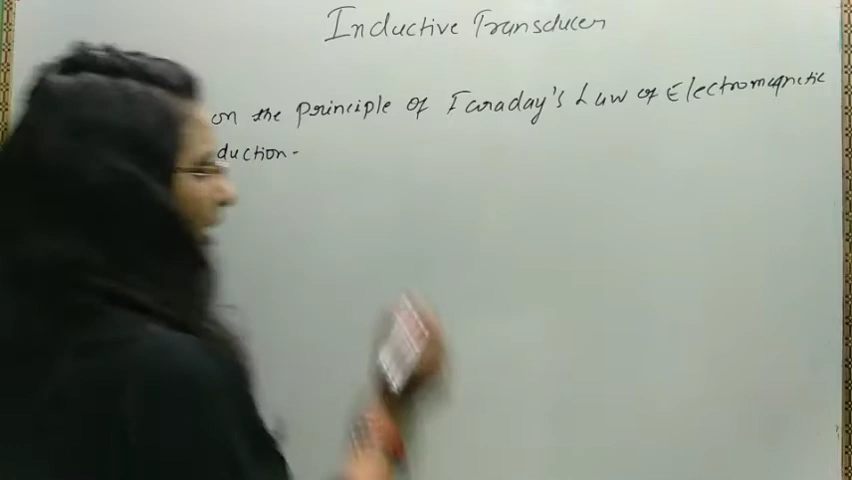 Inductive Transducer
on the principle of Faraday's Law of Electromagnetic
duction.